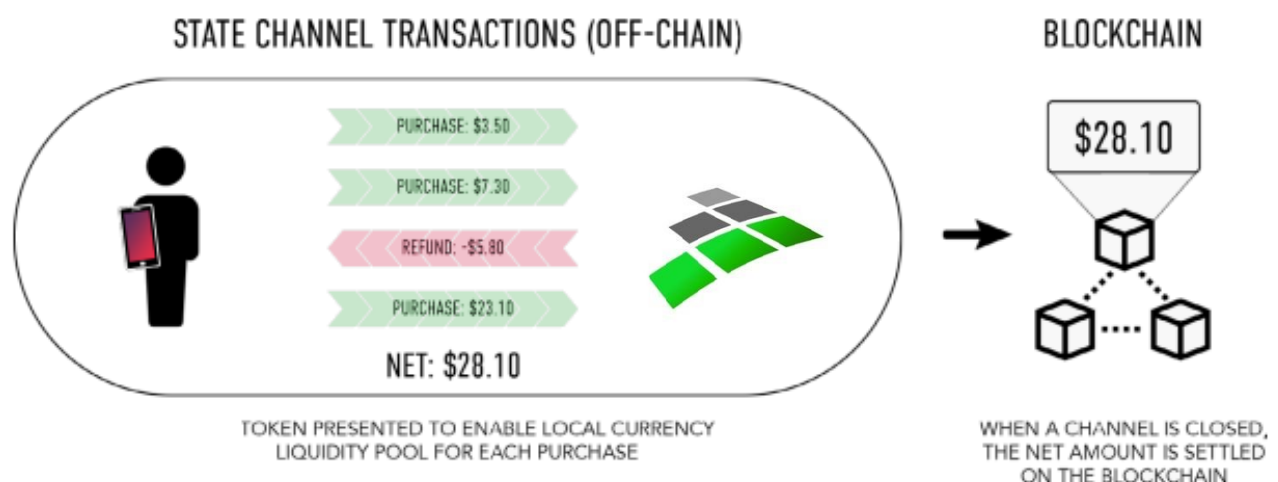 STATE CHANNEL TRANSACTIONS (OFF-CHAIN)
BLOCKCHAIN
PURCHASE: $3.50
PURCHASE: $7.30
REFUND: -$5.80
PURCHASE: $23.10
NET: $28.10
$28.10
TOKEN PRESENTED TO ENABLE LOCAL CURRENCY
LIQUIDITY POOL FOR EACH PURCHASE
WHEN A CHANNEL IS CLOSED,
THE NET AMOUNT IS SETTLED
ON THE BLOCKCHAIN